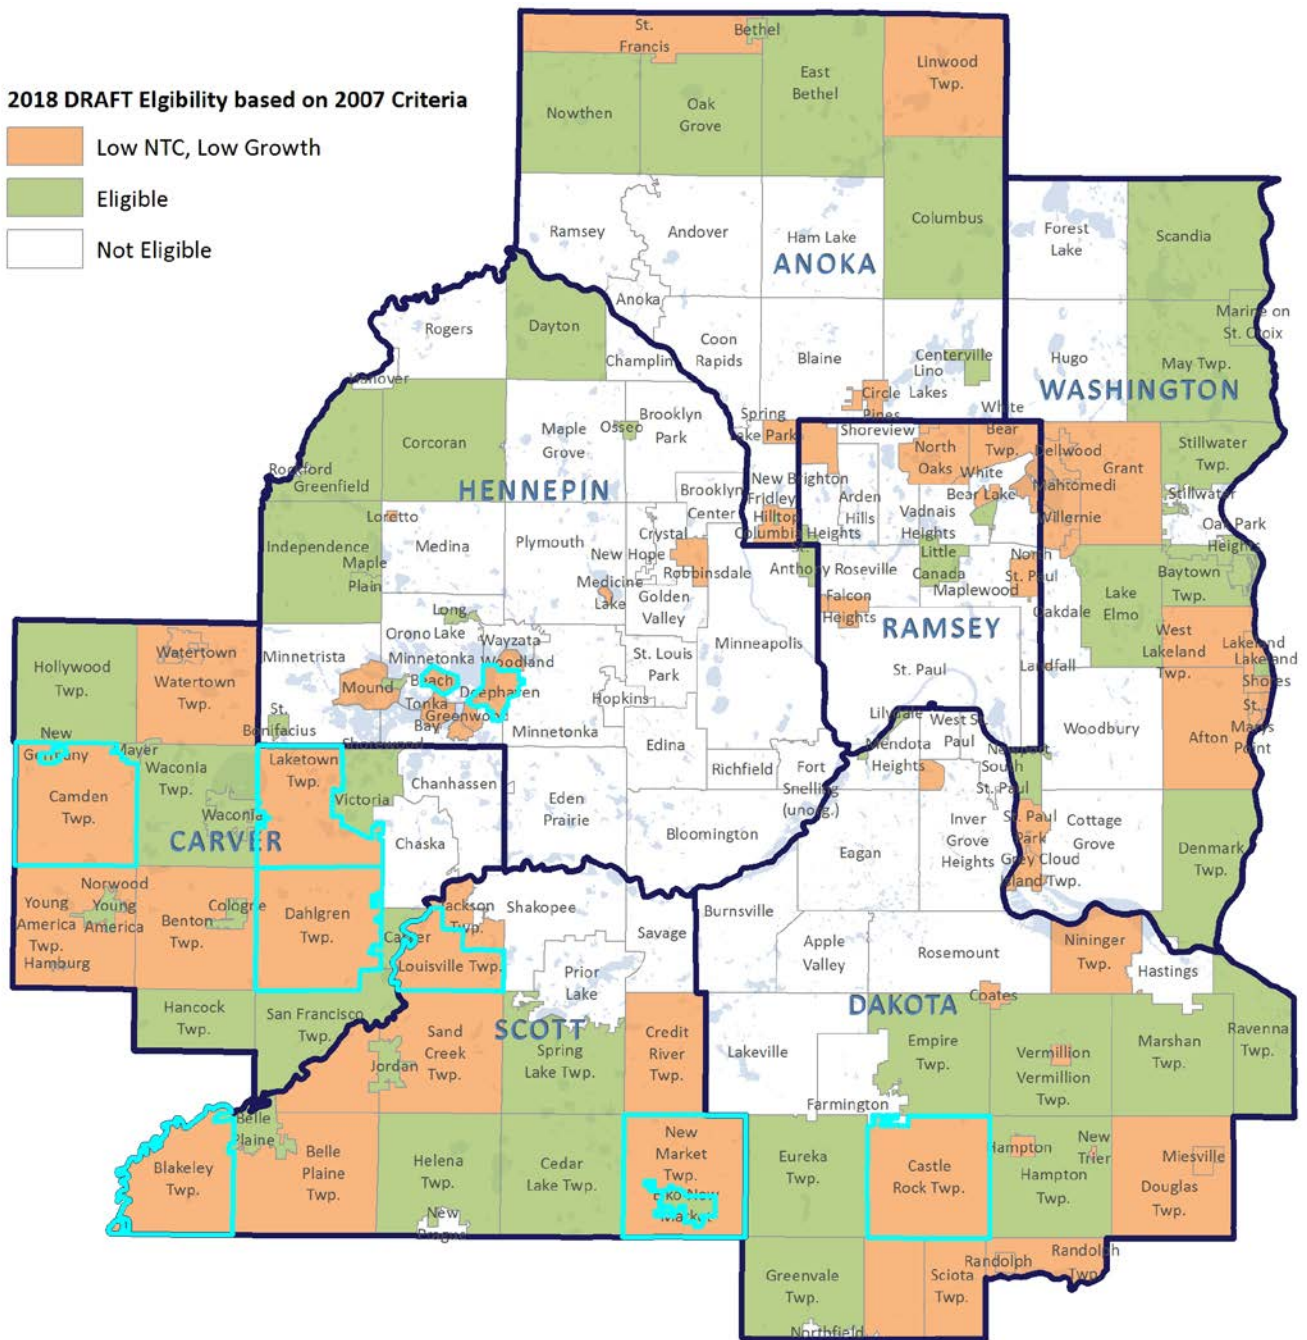 2018 DRAFT Elgibility based on 2007 Criteria
Low NTC, Low Growth
Eligible
Not Eligible
St.
Francis
Bethel
East
Bethel
Linwood
Twp.
Nowthen
Oak
Grove
Columbus
Ramsey
Andover
Ham Lake
ANOKA
Anoka
Coon
Rapids
Blaine
Centerville
Lino
Lakes
Circle
Pines
Spring
Lake Park
Fridley
Hilltop
Columbia Heights
Forest
Lake
Scandia
Marine on
St. Croix
Hugo
May Twp.
WASHINGTON
Stillwater
Twp.
Stillwater
Oak Park
Heights
Dellwood
Grant
Mahtomedi
Willernie
Baytown
Twp.
Lake
Elmo
West
Lakeland
Twp.
Lakeland
Lakeland
Shores
St.
Marys
Point
Oakdale
Landfall
Woodbury
Afton
Newport
St. Paul
Park
Cottage
Grove
Grey Cloud
Island Twp.
Denmark
Twp.
Rogers
Dayton
Champlin
Hanover
Corcoran
Maple
Grove
Osseo
Brooklyn
Park
Rockford
Greenfield
HENNEPIN
Brooklyn
Center
Loretto
Medina
Plymouth
Crystal
New Hope
Robbinsdale
Independence
Maple
Plain
Medicine
Lake
Golden
Valley
Long
Lake
Orono
Wayzata
Woodland
Minnetrista
Minnetonka
Beach
Mound
Deephaven
Tonka
Bay
Greenwood
St.
Bonifacius
Shorewood
Minnetonka
St. Louis
Park
Hopkins
Minneapolis
Edina
Richfield
Fort
Snelling
(unorg.)
Eden
Prairie
Bloomington
Shoreview
North
Oaks
White
Bear
Twp.
White
Bear Lake
New Brighton
Arden
Hills
Vadnais
Heights
St.
Anthony
Roseville
Little
Canada
Maplewood
North
St. Paul
Falcon
Heights
RAMSEY
St. Paul
Hollywood
Twp.
Watertown
Watertown
Twp.
New
Germany
Mayer
Waconia
Twp.
Laketown
Twp.
Victoria
Chanhassen
Camden
Twp.
Waconia
CARVER
Chaska
Young
America
Twp.
Norwood
Young
America
Hamburg
Benton
Twp.
Cologne
Dahlgren
Twp.
Carver
Hancock
Twp.
San Francisco
Twp.
Jackson
Twp.
Shakopee
Savage
Louisville Twp.
Prior
Lake
SCOTT
Sand
Creek
Twp.
Jordan
Spring
Lake Twp.
Credit
River
Twp.
Belle
Plaine
Blakeley
Twp.
Belle
Plaine
Twp.
Helena
Twp.
New
Prague
Cedar
Lake Twp.
New
Market
Twp.
Elko New
Market
Lilydale
Mendota
Heights
West St.
Paul
South
St. Paul
Inver
Grove
Heights
Eagan
Burnsville
Apple
Valley
Rosemount
Nininger
Twp.
Hastings
Coates
DAKOTA
Lakeville
Empire
Twp.
Vermillion
Vermillion
Twp.
Marshan
Twp.
Ravenna
Twp.
Farmington
Eureka
Twp.
Castle
Rock Twp.
Hampton
New
Trier
Hampton
Twp.
Miesville
Douglas
Twp.
Greenvale
Twp.
Northfield
Sciota
Twp.
Randolph
Randolph
Twp.